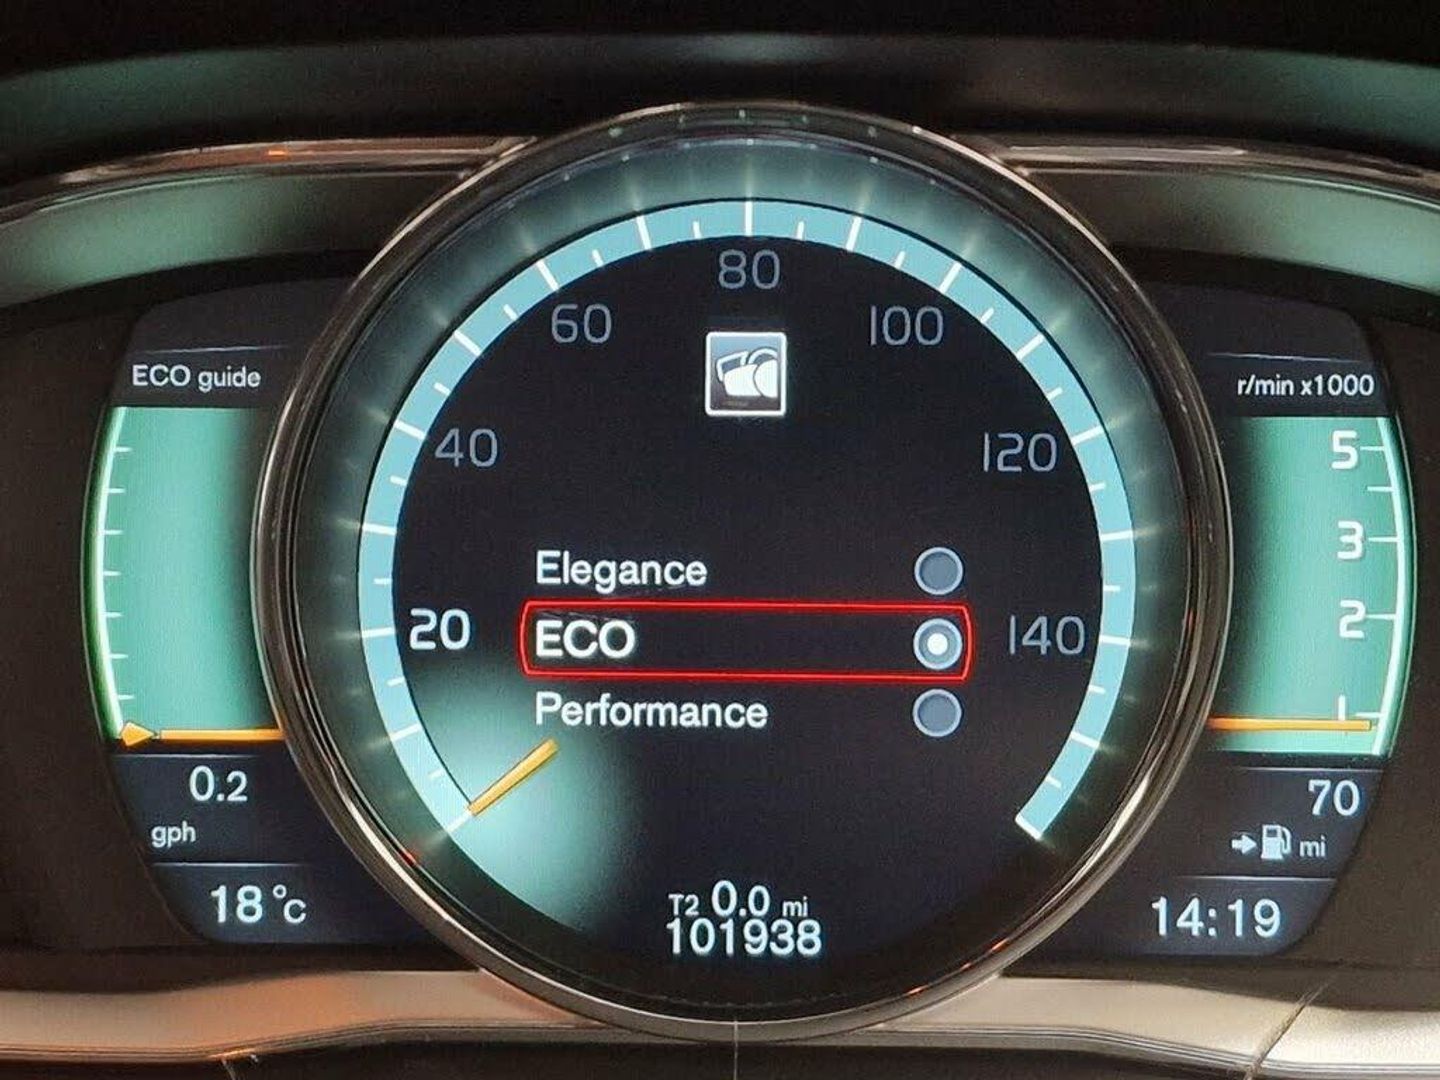 ECO guide
0.2
gph
18 °c
20
40
60
80
100
120
140
Elegance
ECO
Performance
T2 0.0 mi
101938
r/min x1000
5
3
2
1
70
mi
14:19